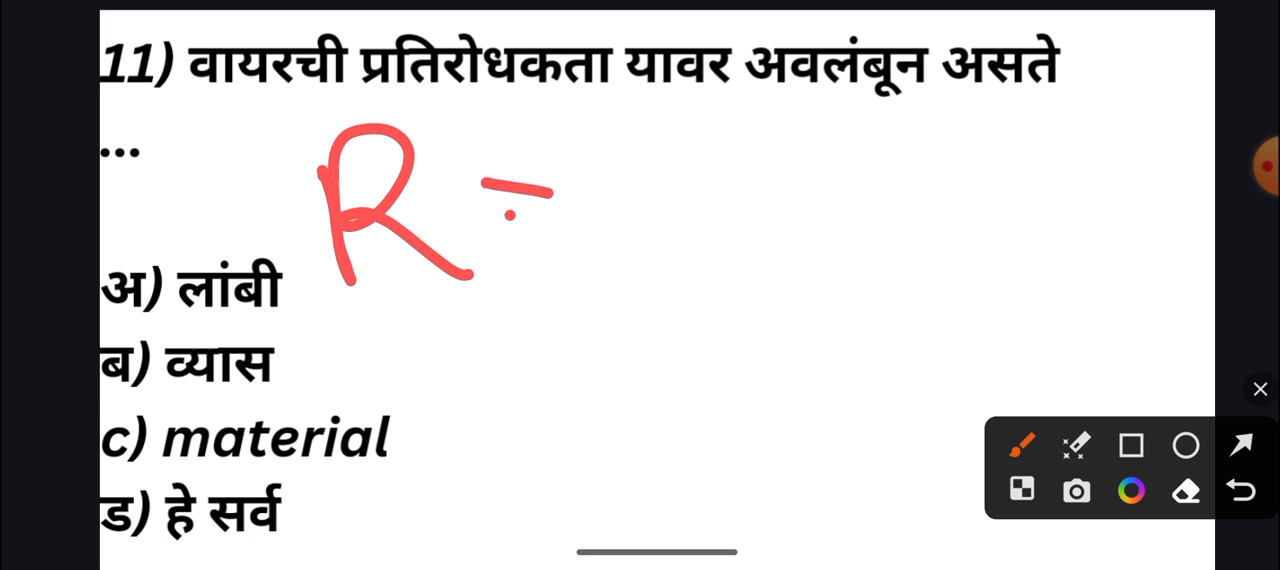 11) वायरची प्रतिरोधकता यावर अवलंबून असते
...
R =
अ) लांबी
ब) व्यास
c) material
ड) हे सर्व